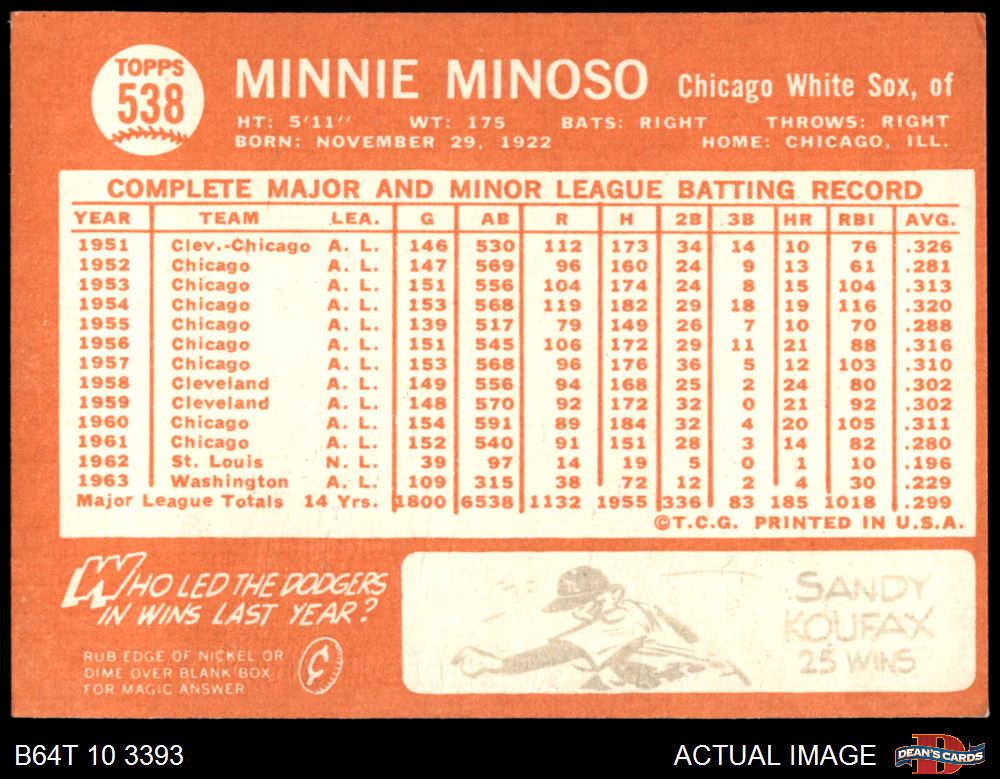 TOPPS
538
MINNIE MINOSO Chicago White Sox, of
HT: 5'11" WT: 175 BATS: RIGHT THROWS: RIGHT
BORN: NOVEMBER 29, 1922 HOME: CHICAGO, ILL.
COMPLETE MAJOR AND MINOR LEAGUE BATTING RECORD
YEAR TEAM LEA. G AB R H 2B 3B HR RBI AVG.
1951 Clev.-Chicago A. L. 146 530 112 173 34 14 10 76 .326
1952 Chicago A. L. 147 569 96 160 24 9 13 61 .281
1953 Chicago A. L. 151 556 104 174 24 8 15 104 .313
1954 Chicago A. L. 153 568 119 182 29 18 19 116 .320
1955 Chicago A. L. 139 517 79 149 26 7 10 70 .288
1956 Chicago A. L. 151 545 106 172 29 11 21 88 .316
1957 Chicago A. L. 153 568 96 176 36 5 12 103 .310
1958 Cleveland A. L. 149 556 94 168 25 2 24 80 .302
1959 Cleveland A. L. 148 570 92 172 32 0 21 92 .302
1960 Chicago A. L. 154 591 89 184 32 4 20 105 .311
1961 Chicago A. L. 152 540 91 151 28 3 14 82 .280
1962 St. Louis N. L. 39 97 14 19 5 0 1 10 .196
1963 Washington A. L. 109 315 38 72 12 2 4 30 .229
Major League Totals 14 Yrs. 1800 6538 1132 1955 336 83 185 1018 .299
©T.C.G. PRINTED IN U.S.A.
WHO LED THE DODGERS
IN WINS LAST YEAR?
RUB EDGE OF NICKEL OR
DIME OVER BLANK BOX
FOR MAGIC ANSWER
SANDY
KOUFAX
25 WINS
B64T 10 3393 ACTUAL IMAGE
DEAN'S CARDS